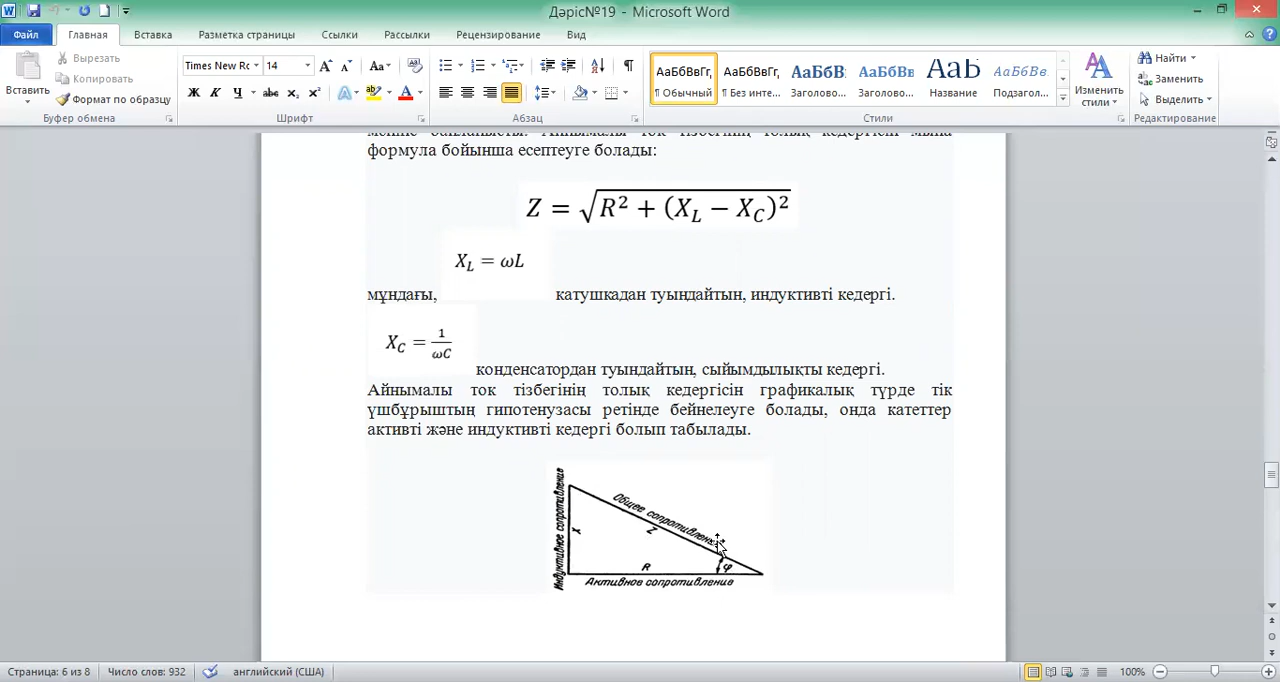 Дәріс№19 - Microsoft Word
Файл Главная Вставка Разметка страницы Ссылки Рассылки Рецензирование Вид
Вставить
Вырезать
Копировать
Формат по образцу
Буфер обмена
Times New Rc 14
Ж К Ч abc x₂ x² A
Шрифт
Абзац
АаБбВвГг, АаБбВвГг, АаБбВ АаБбВв АаВ АаБбВв
¶ Обычный ¶ Без инте... Заголово... Заголово... Название Подзагол...
Изменить стили
Стили
Найти
Заменить
Выделить
Редактирование
формула бойынша есептеуге болады:
Z = √R² + (X_L − X_C)²
X_L = ωL
мұндағы, катушкадан туындайтын, индуктивті кедергі.
X_C = 1/ωC
конденсатордан туындайтын, сыйымдылықты кедергі.
Айнымалы ток тізбегінің толық кедергісін графикалық түрде тік
үшбұрыштың гипотенузасы ретінде бейнелеуге болады, онда катеттер
активті және индуктивті кедергі болып табылады.
Индуктивное сопротивление
X
Общее сопротивление
Z
R
φ
Активное сопротивление
Страница: 6 из 8 Число слов: 932 английский (США) 100%